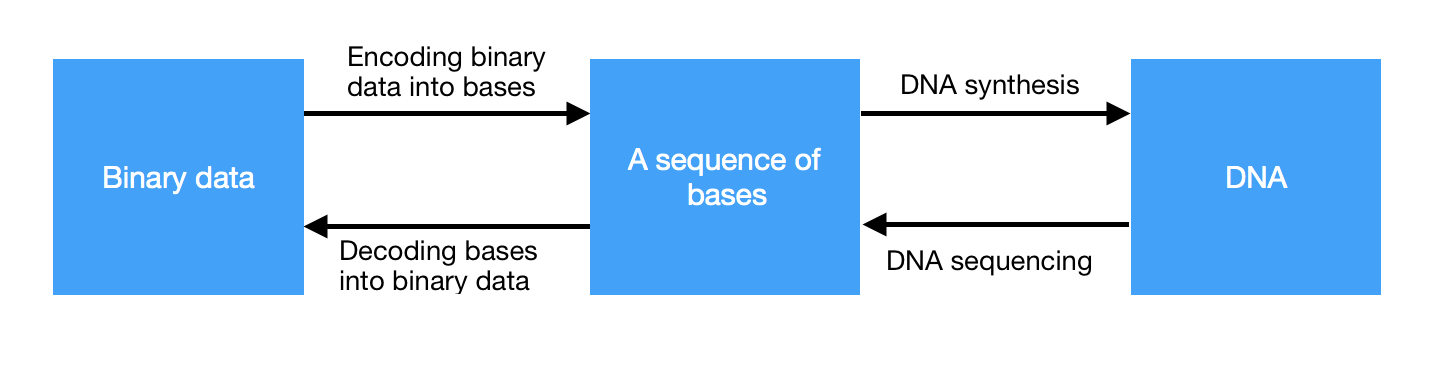 Encoding binary
data into bases
DNA synthesis
Binary data
A sequence of
bases
DNA
Decoding bases
into binary data
DNA sequencing